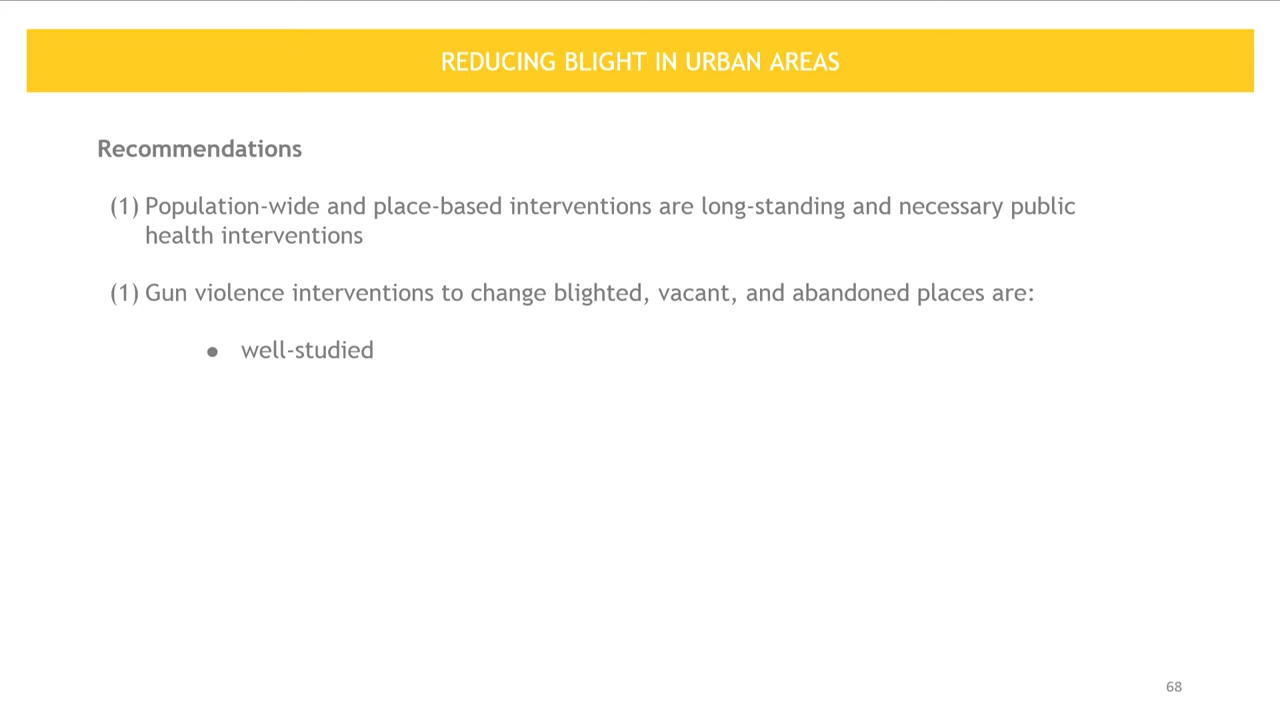 REDUCING BLIGHT IN URBAN AREAS
Recommendations
(1) Population-wide and place-based interventions are long-standing and necessary public
health interventions
(1) Gun violence interventions to change blighted, vacant, and abandoned places are:
● well-studied
68